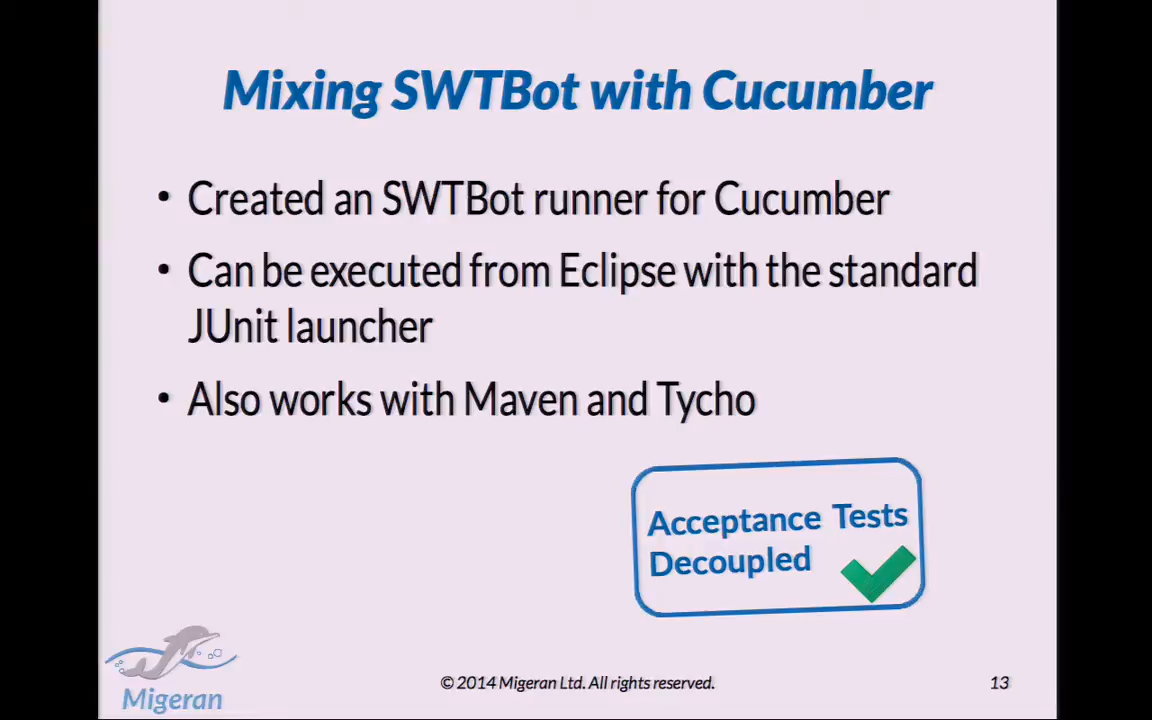 Mixing SWTBot with Cucumber
• Created an SWTBot runner for Cucumber
• Can be executed from Eclipse with the standard
JUnit launcher
• Also works with Maven and Tycho
Acceptance Tests
Decoupled
Migeran
© 2014 Migeran Ltd. All rights reserved.
13